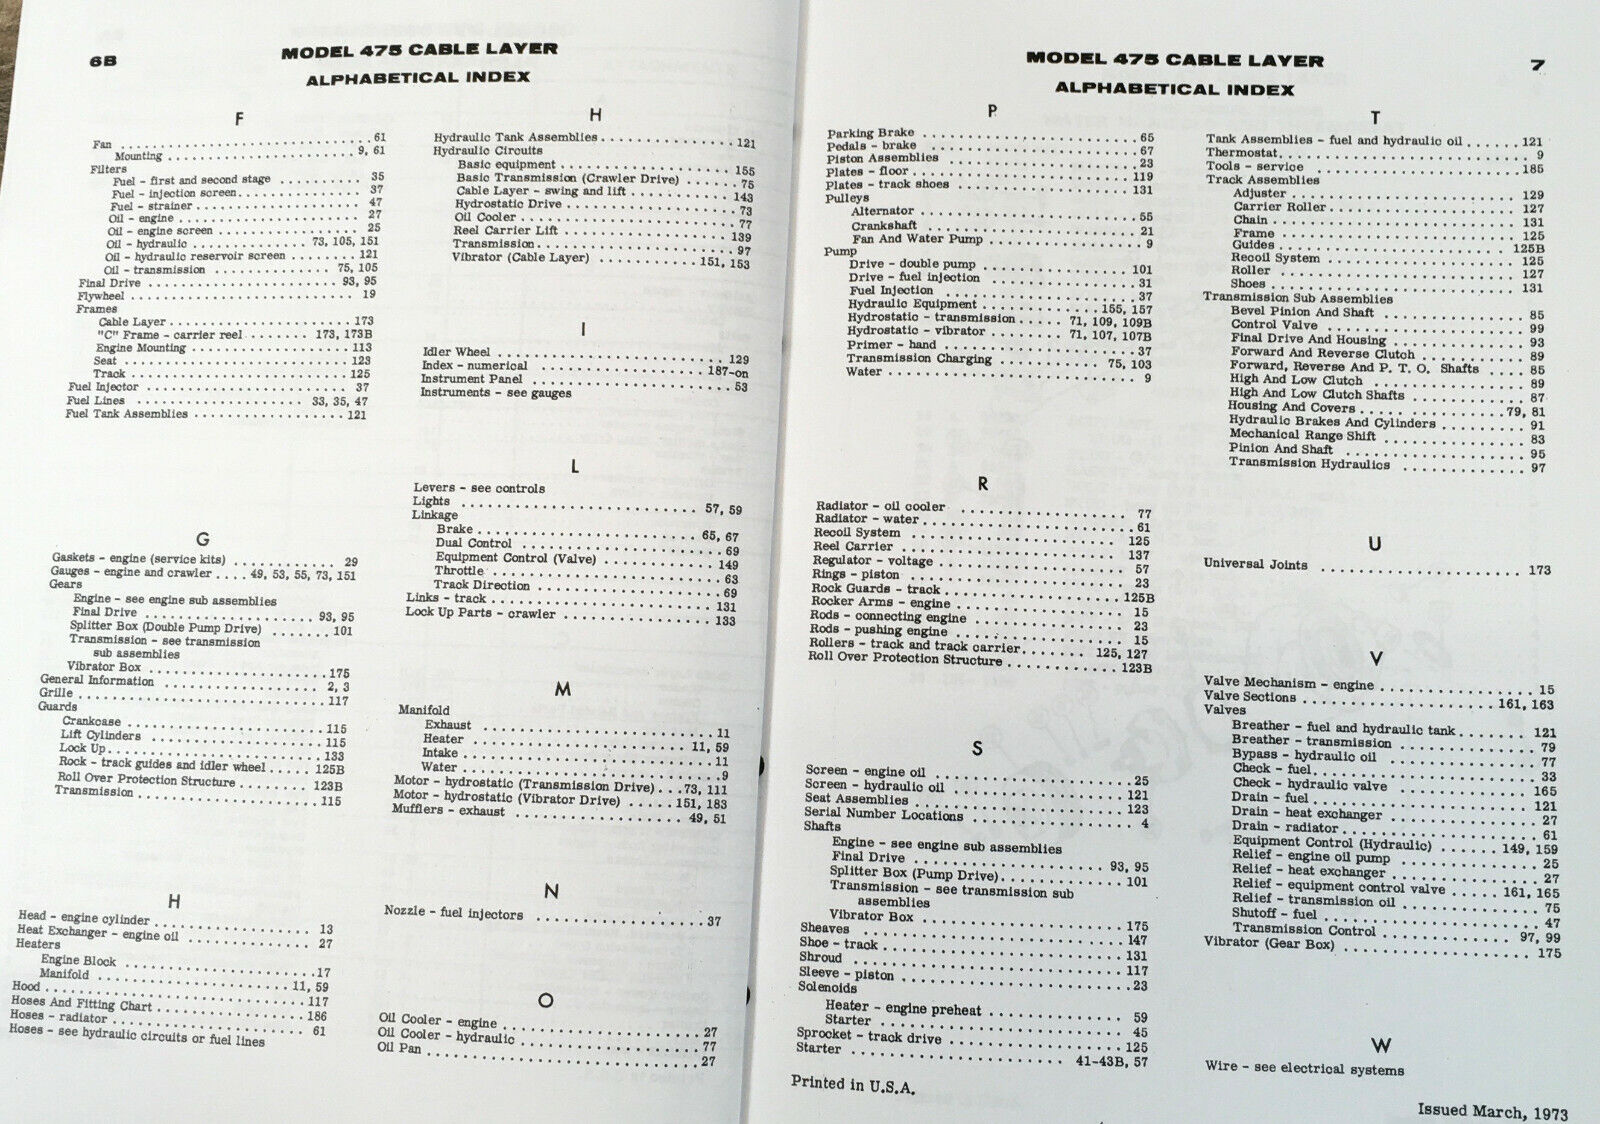 6B
MODEL 475 CABLE LAYER
ALPHABETICAL INDEX
F
Fan . . . . . . . . . . 61
Mounting . . . . . . . . . . 9, 61
Filters
Fuel - first and second stage . . . . . . . . . . 35
Fuel - injection screen . . . . . . . . . . 37
Fuel - strainer . . . . . . . . . . 47
Oil - engine . . . . . . . . . . 27
Oil - engine screen . . . . . . . . . . 25
Oil - hydraulic . . . . . . . . . . 73, 105, 151
Oil - hydraulic reservoir screen . . . . . . . . . . 121
Oil - transmission . . . . . . . . . . 75, 105
Final Drive . . . . . . . . . . 93, 95
Flywheel . . . . . . . . . . 19
Frames
Cable Layer . . . . . . . . . . 173
"C" Frame - carrier reel . . . . . . . . . . 173, 173B
Engine Mounting . . . . . . . . . . 113
Seat . . . . . . . . . . 123
Track . . . . . . . . . . 125
Fuel Injector . . . . . . . . . . 37
Fuel Lines . . . . . . . . . . 33, 35, 47
Fuel Tank Assemblies . . . . . . . . . . 121
G
Gaskets - engine (service kits) . . . . . . . . . . 29
Gauges - engine and crawler . . . . 49, 53, 55, 73, 151
Gears
Engine - see engine sub assemblies
Final Drive . . . . . . . . . . 93, 95
Splitter Box (Double Pump Drive) . . . . . . . 101
Transmission - see transmission
sub assemblies
Vibrator Box . . . . . . . . . . 175
General Information . . . . . . . . . . 2, 3
Grille . . . . . . . . . . 117
Guards
Crankcase . . . . . . . . . . 115
Lift Cylinders . . . . . . . . . . 115
Lock Up . . . . . . . . . . 133
Rock - track guides and idler wheel . . . . . 125B
Roll Over Protection Structure . . . . . . . . . . 123B
Transmission . . . . . . . . . . 115
H
Head - engine cylinder . . . . . . . . . . 13
Heat Exchanger - engine oil . . . . . . . . . . 27
Heaters
Engine Block . . . . . . . . . . 17
Manifold . . . . . . . . . . 11, 59
Hood . . . . . . . . . . 117
Hoses And Fitting Chart . . . . . . . . . . 186
Hoses - radiator . . . . . . . . . . 61
Hoses - see hydraulic circuits or fuel lines
H
Hydraulic Tank Assemblies . . . . . . . . . . 121
Hydraulic Circuits
Basic equipment . . . . . . . . . . 155
Basic Transmission (Crawler Drive) . . . . . . . 75
Cable Layer - swing and lift . . . . . . . . . . 143
Hydrostatic Drive . . . . . . . . . . 73
Oil Cooler . . . . . . . . . . 77
Reel Carrier Lift . . . . . . . . . . 139
Transmission . . . . . . . . . . 97
Vibrator (Cable Layer) . . . . . . . . . . 151, 153
I
Idler Wheel . . . . . . . . . . 129
Index - numerical . . . . . . . . . . 187-on
Instrument Panel . . . . . . . . . . 53
Instruments - see gauges
L
Levers - see controls
Lights . . . . . . . . . . 57, 59
Linkage
Brake . . . . . . . . . . 65, 67
Dual Control . . . . . . . . . . 69
Equipment Control (Valve) . . . . . . . . . . 149
Throttle . . . . . . . . . . 63
Track Direction . . . . . . . . . . 69
Links - track . . . . . . . . . . 131
Lock Up Parts - crawler . . . . . . . . . . 133
M
Manifold
Exhaust . . . . . . . . . . 11
Heater . . . . . . . . . . 11, 59
Intake . . . . . . . . . . 11
Water . . . . . . . . . . 9
Motor - hydrostatic (Transmission Drive) . . . 73, 111
Motor - hydrostatic (Vibrator Drive) . . . . . . 151, 183
Mufflers - exhaust . . . . . . . . . . 49, 51
N
Nozzle - fuel injectors . . . . . . . . . . 37
O
Oil Cooler - engine . . . . . . . . . . 27
Oil Cooler - hydraulic . . . . . . . . . . 77
Oil Pan . . . . . . . . . . 27
MODEL 475 CABLE LAYER
7
ALPHABETICAL INDEX
P
Parking Brake . . . . . . . . . . 65
Pedals - brake . . . . . . . . . . 67
Piston Assemblies . . . . . . . . . . 23
Plates - floor . . . . . . . . . . 119
Plates - track shoes . . . . . . . . . . 131
Pulleys
Alternator . . . . . . . . . . 55
Crankshaft . . . . . . . . . . 21
Fan And Water Pump . . . . . . . . . . 9
Pump
Drive - double pump . . . . . . . . . . 101
Drive - fuel injection . . . . . . . . . . 31
Fuel Injection . . . . . . . . . . 37
Hydraulic Equipment . . . . . . . . . . 155, 157
Hydrostatic - transmission . . . . . 71, 109, 109B
Hydrostatic - vibrator . . . . . . . . 71, 107, 107B
Primer - hand . . . . . . . . . . 37
Transmission Charging . . . . . . . . . . 75, 103
Water . . . . . . . . . . 9
R
Radiator - oil cooler . . . . . . . . . . 77
Radiator - water . . . . . . . . . . 61
Recoil System . . . . . . . . . . 125
Reel Carrier . . . . . . . . . . 137
Regulator - voltage . . . . . . . . . . 57
Rings - piston . . . . . . . . . . 23
Rock Guards - track . . . . . . . . . . 125B
Rocker Arms - engine . . . . . . . . . . 15
Rods - connecting engine . . . . . . . . . . 23
Rods - pushing engine . . . . . . . . . . 15
Rollers - track and track carrier . . . . . . . 125, 127
Roll Over Protection Structure . . . . . . . . . . 123B
S
Screen - engine oil . . . . . . . . . . 25
Screen - hydraulic oil . . . . . . . . . . 121
Seat Assemblies . . . . . . . . . . 123
Serial Number Locations . . . . . . . . . . 4
Shafts
Engine - see engine sub assemblies
Final Drive . . . . . . . . . . 93, 95
Splitter Box (Pump Drive) . . . . . . . . . . 101
Transmission - see transmission sub
assemblies
Vibrator Box . . . . . . . . . . 175
Sheaves . . . . . . . . . . 147
Shoe - track . . . . . . . . . . 131
Shroud . . . . . . . . . . 117
Sleeve - piston . . . . . . . . . . 23
Solenoids
Heater - engine preheat . . . . . . . . . . 59
Starter . . . . . . . . . . 45
Sprocket - track drive . . . . . . . . . . 125
Starter . . . . . . . . . . 41-43B, 57
Printed in U.S.A.
T
Tank Assemblies - fuel and hydraulic oil . . . . . . 121
Thermostat . . . . . . . . . . 9
Tools - service . . . . . . . . . . 185
Track Assemblies
Adjuster . . . . . . . . . . 129
Carrier Roller . . . . . . . . . . 127
Chain . . . . . . . . . . 131
Frame . . . . . . . . . . 125
Guides . . . . . . . . . . 125B
Recoil System . . . . . . . . . . 125
Roller . . . . . . . . . . 127
Shoes . . . . . . . . . . 131
Transmission Sub Assemblies
Bevel Pinion And Shaft . . . . . . . . . . 85
Control Valve . . . . . . . . . . 99
Final Drive And Housing . . . . . . . . . . 93
Forward And Reverse Clutch . . . . . . . . . . 89
Forward, Reverse And P. T. O. Shafts . . . . . 85
High And Low Clutch . . . . . . . . . . 89
High And Low Clutch Shafts . . . . . . . . . . 87
Housing And Covers . . . . . . . . . . 79, 81
Hydraulic Brakes And Cylinders . . . . . . . . . . 91
Mechanical Range Shift . . . . . . . . . . 83
Pinion And Shaft . . . . . . . . . . 95
Transmission Hydraulics . . . . . . . . . . 97
U
Universal Joints . . . . . . . . . . 173
V
Valve Mechanism - engine . . . . . . . . . . 15
Valve Sections . . . . . . . . . . 161, 163
Valves
Breather - fuel and hydraulic tank . . . . . . . 121
Breather - transmission . . . . . . . . . . 79
Bypass - hydraulic oil . . . . . . . . . . 77
Check - fuel . . . . . . . . . . 33
Check - hydraulic valve . . . . . . . . . . 165
Drain - fuel . . . . . . . . . . 121
Drain - heat exchanger . . . . . . . . . . 27
Drain - radiator . . . . . . . . . . 61
Equipment Control (Hydraulic) . . . . . . 149, 159
Relief - engine oil pump . . . . . . . . . . 25
Relief - heat exchanger . . . . . . . . . . 27
Relief - equipment control valve . . . . . 161, 165
Relief - transmission oil . . . . . . . . . . 75
Shutoff - fuel . . . . . . . . . . 47
Transmission Control . . . . . . . . . . 97, 99
Vibrator (Gear Box) . . . . . . . . . . 175
W
Wire - see electrical systems
Issued March, 1973